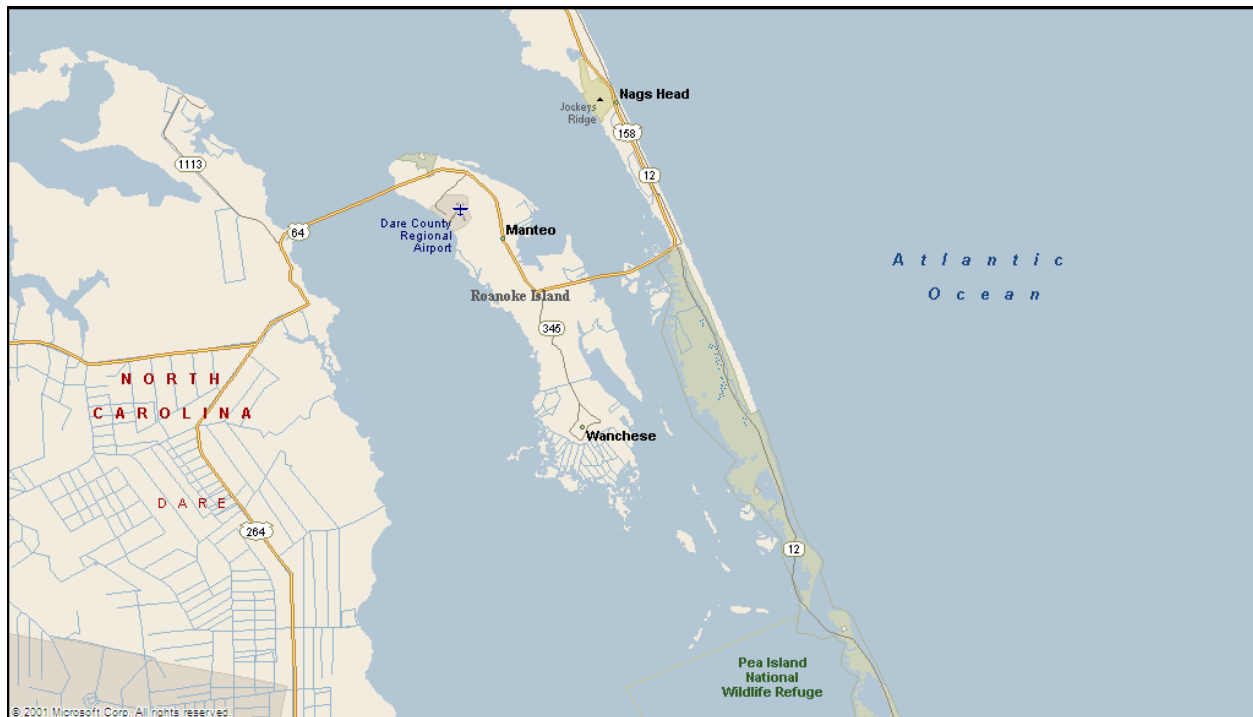 Nags Head
Jockeys
Ridge
158
1113
12
Dare County
Regional
Airport
64
Manteo
Atlantic
Ocean
Roanoke Island
345
NORTH
CAROLINA
Wanchese
DARE
264
12
Pea Island
National
Wildlife Refuge
© 2001 Microsoft Corp. All rights reserved.